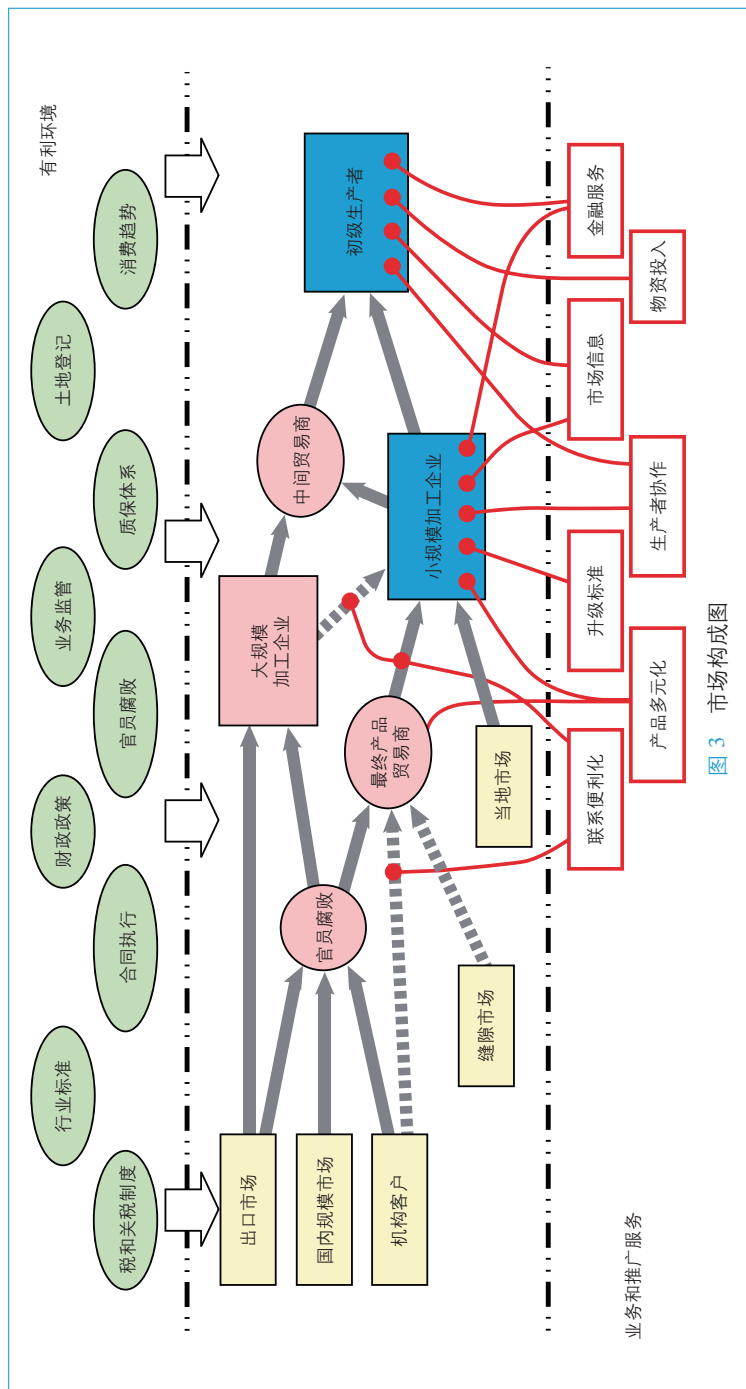 有利环境
税和关税制度
行业标准
合同执行
财政政策
官员腐败
业务监管
质保体系
土地登记
消费趋势
出口市场
国内规模市场
机构客户
官员腐败
大规模
加工企业
中间贸易商
初级生产者
最终产品
贸易商
小规模加工企业
缝隙市场
当地市场
业务和推广服务
联系便利化
产品多元化
升级标准
生产者协作
市场信息
物资投入
金融服务
图 3 市场构成图